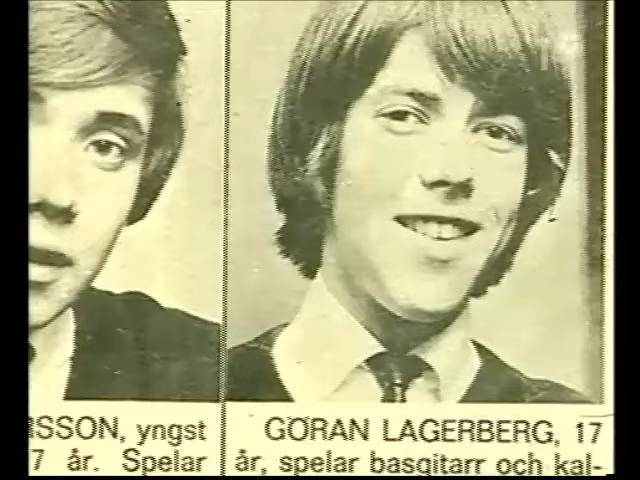 RSSON, yngst
7 år. Spelar
GÖRAN LAGERBERG, 17
år, spelar basgitarr och kal-